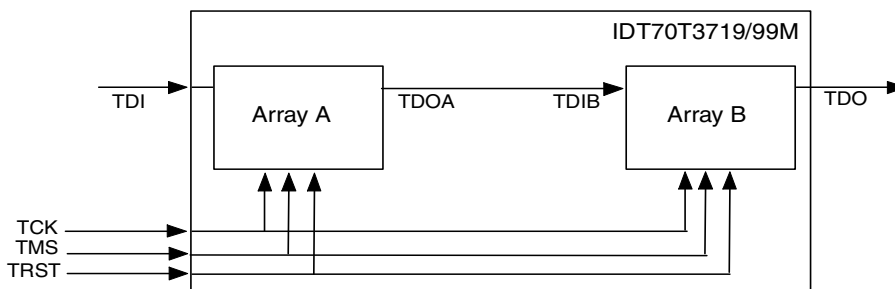 IDT70T3719/99M
Array A
Array B
TDI
TDOA
TDIB
TDO
TCK
TMS
TRST